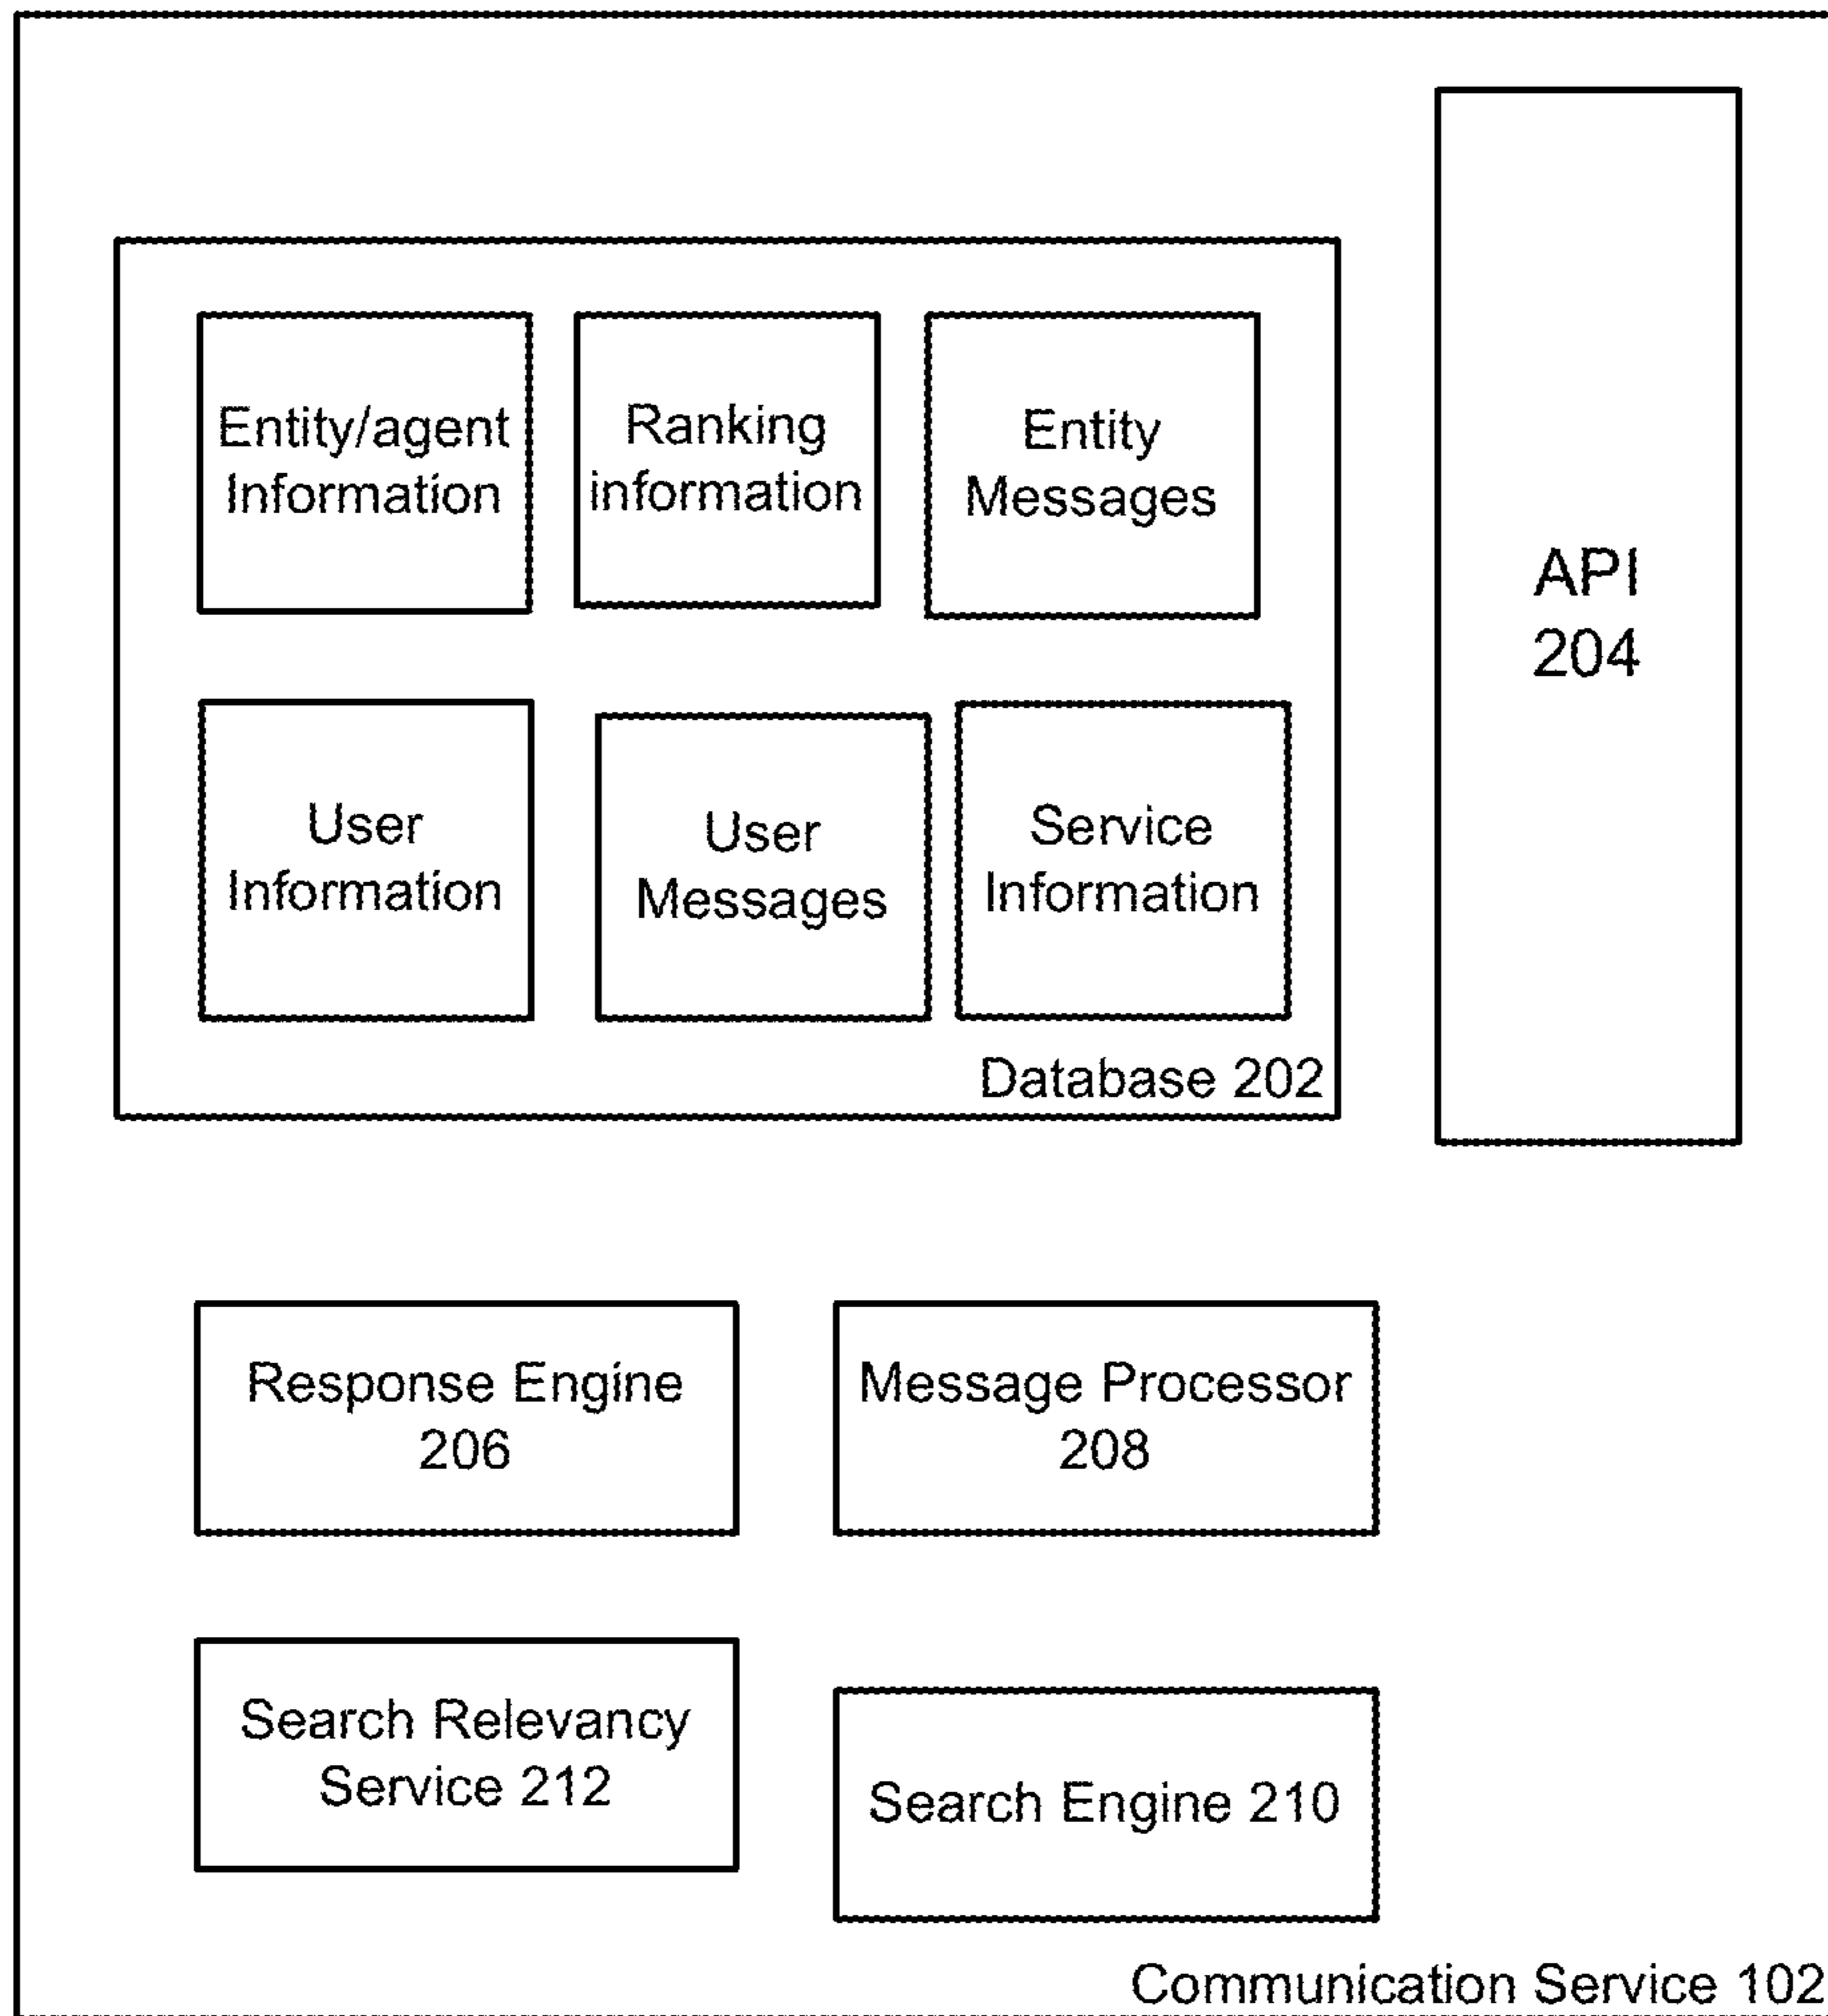 Entity/agent
Information
Ranking
information
Entity
Messages
API
204
User
Information
User
Messages
Service
Information
Database 202
Response Engine
206
Message Processor
208
Search Relevancy
Service 212
Search Engine 210
Communication Service 102